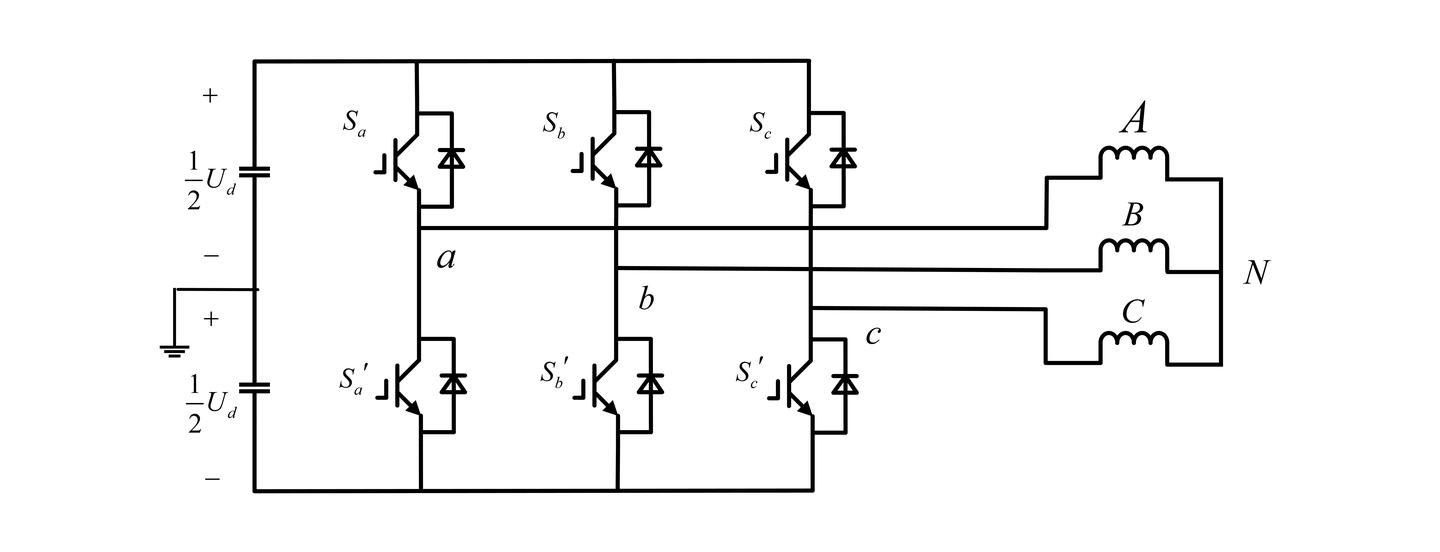 +
S_a
S_b
S_c
A
\frac{1}{2}U_d
B
−
a
N
+
b
C
c
S_a'
S_b'
S_c'
\frac{1}{2}U_d
−